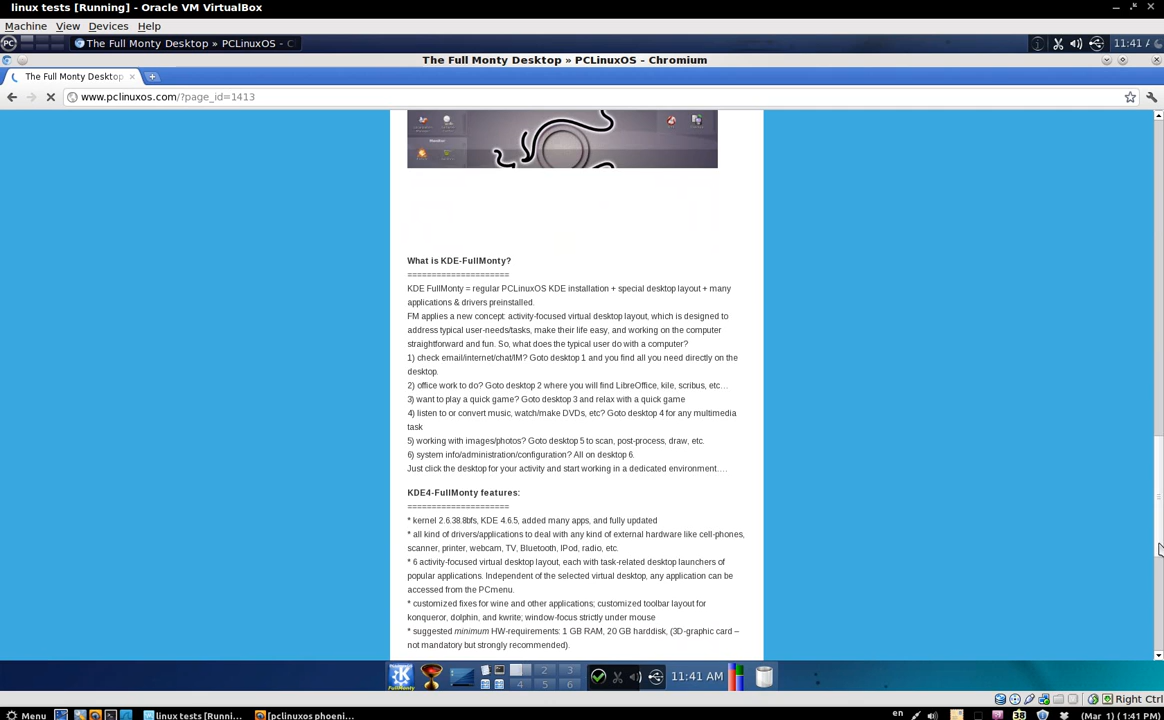 linux tests [Running] - Oracle VM VirtualBox
Machine View Devices Help
PC The Full Monty Desktop » PCLinuxOS - C 11:41
The Full Monty Desktop » PCLinuxOS - Chromium
The Full Monty Desktop
www.pclinuxos.com/?page_id=1413
What is KDE-FullMonty?
=====================
KDE FullMonty = regular PCLinuxOS KDE installation + special desktop layout + many
applications & drivers preinstalled.
FM applies a new concept: activity-focused virtual desktop layout, which is designed to
address typical user-needs/tasks, make their life easy, and working on the computer
straightforward and fun. So, what does the typical user do with a computer?
1) check email/internet/chat/IM? Goto desktop 1 and you find all you need directly on the
desktop.
2) office work to do? Goto desktop 2 where you will find LibreOffice, kile, scribus, etc…
3) want to play a quick game? Goto desktop 3 and relax with a quick game
4) listen to or convert music, watch/make DVDs, etc? Goto desktop 4 for any multimedia
task
5) working with images/photos? Goto desktop 5 to scan, post-process, draw, etc.
6) system info/administration/configuration? All on desktop 6.
Just click the desktop for your activity and start working in a dedicated environment….
KDE4-FullMonty features:
=====================
* kernel 2.6.38.8bfs, KDE 4.6.5, added many apps, and fully updated
* all kind of drivers/applications to deal with any kind of external hardware like cell-phones,
scanner, printer, webcam, TV, Bluetooth, IPod, radio, etc.
* 6 activity-focused virtual desktop layout, each with task-related desktop launchers of
popular applications. Independent of the selected virtual desktop, any application can be
accessed from the PCmenu.
* customized fixes for wine and other applications; customized toolbar layout for
konqueror, dolphin, and kwrite; window-focus strictly under mouse
* suggested minimum HW-requirements: 1 GB RAM, 20 GB harddisk, (3D-graphic card –
not mandatory but strongly recommended).
FullMonty 2 3 4 5 6 11:41 AM
Right Ctrl
Menu linux tests [Runni... [pclinuxos phoeni... en 38 (Mar 1) (1:41 PM)